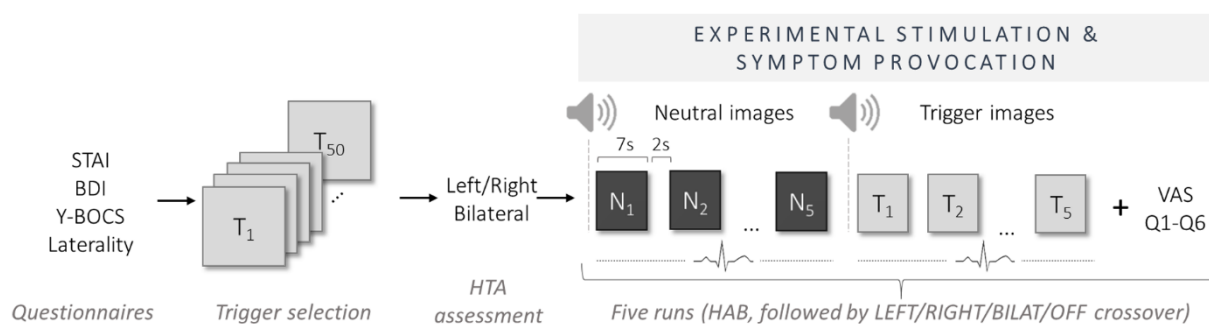 EXPERIMENTAL STIMULATION &
SYMPTOM PROVOCATION
Neutral images
Trigger images
7s
2s
STAI
BDI
Y-BOCS
Laterality
T1
T50
...
Left/Right
Bilateral
N1
N2
...
N5
T1
T2
...
T5
+
VAS
Q1-Q6
Questionnaires
Trigger selection
HTA
assessment
Five runs (HAB, followed by LEFT/RIGHT/BILAT/OFF crossover)